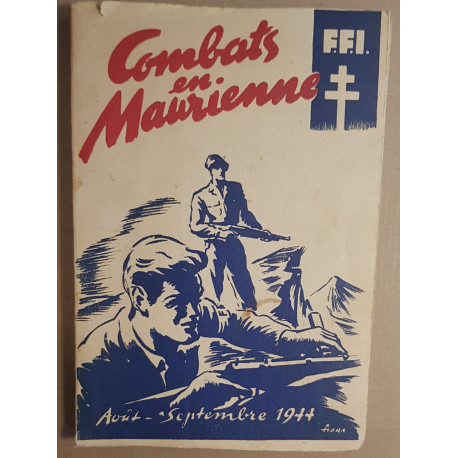 Combats
en
Maurienne
F.F.I.
Août - Septembre 1944